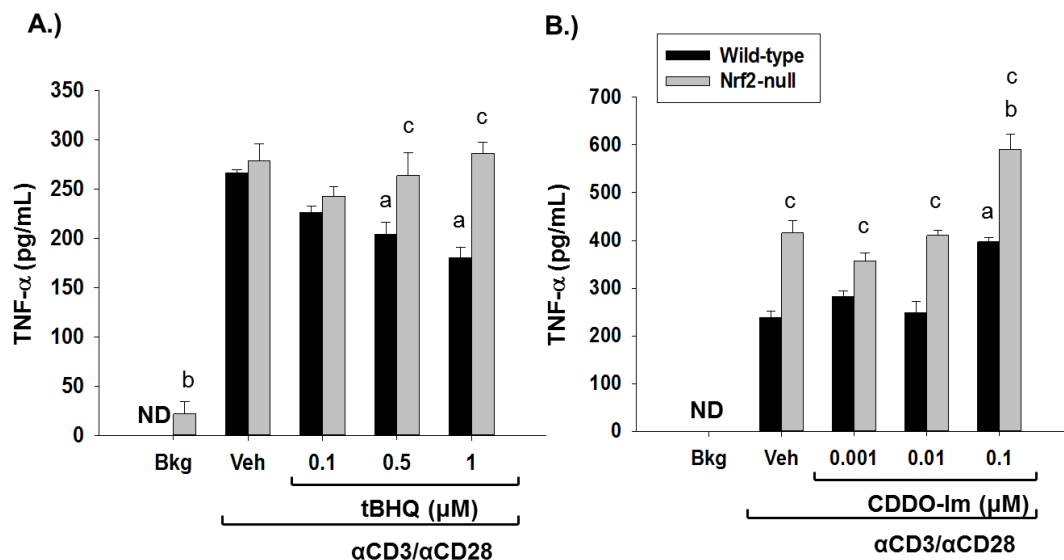 A.)
350
300
250
200
150
100
50
0
TNF-α (pg/mL)
ND
b
a
c
a
c
Bkg Veh 0.1 0.5 1
tBHQ (µM)
αCD3/αCD28
B.)
Wild-type
Nrf2-null
700
600
500
400
300
200
100
0
TNF-α (pg/mL)
ND
c
c
c
a
c
b
Bkg Veh 0.001 0.01 0.1
CDDO-Im (µM)
αCD3/αCD28